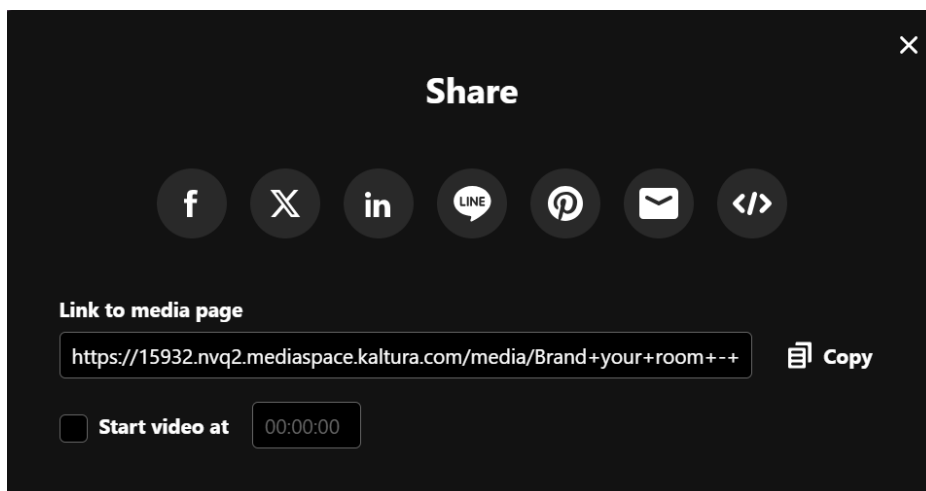 Share
f X in LINE </>
Link to media page
https://15932.nvq2.mediaspace.kaltura.com/media/Brand+your+room+-+
Copy
Start video at 00:00:00